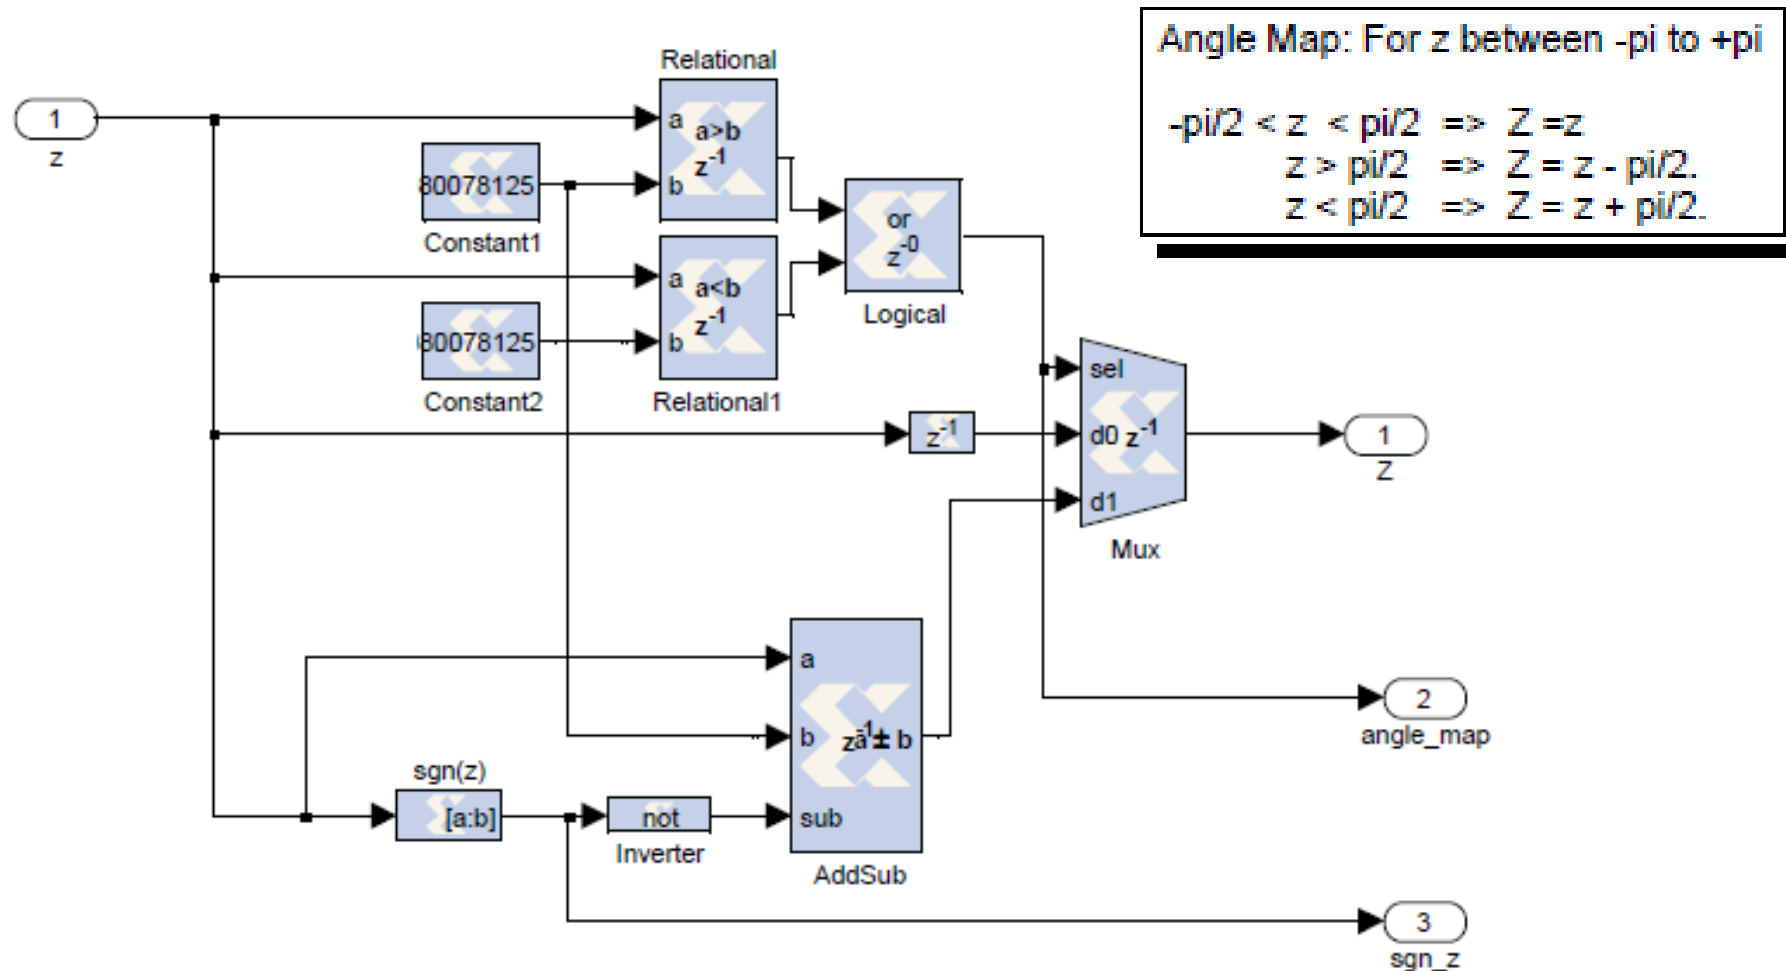 Angle Map: For z between -pi to +pi
-pi/2 < z < pi/2 => Z =z
z > pi/2 => Z = z - pi/2.
z < pi/2 => Z = z + pi/2.
Relational
1
z
a
a>b
z-1
b
80078125
Constant1
or
z-0
Logical
a
a<b
z-1
b
80078125
Constant2
Relational1
sel
z-1
d0 z-1
d1
Mux
1
Z
a
b
sub
AddSub
sgn(z)
[a:b]
not
Inverter
2
angle_map
3
sgn_z